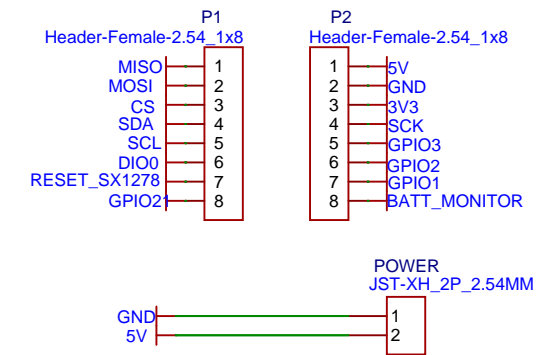 P1
Header-Female-2.54_1x8
MISO 1
MOSI 2
CS 3
SDA 4
SCL 5
DIO0 6
RESET_SX1278 7
GPIO21 8
P2
Header-Female-2.54_1x8
1 5V
2 GND
3 3V3
4 SCK
5 GPIO3
6 GPIO2
7 GPIO1
8 BATT_MONITOR
POWER
JST-XH_2P_2.54MM
GND 1
5V 2